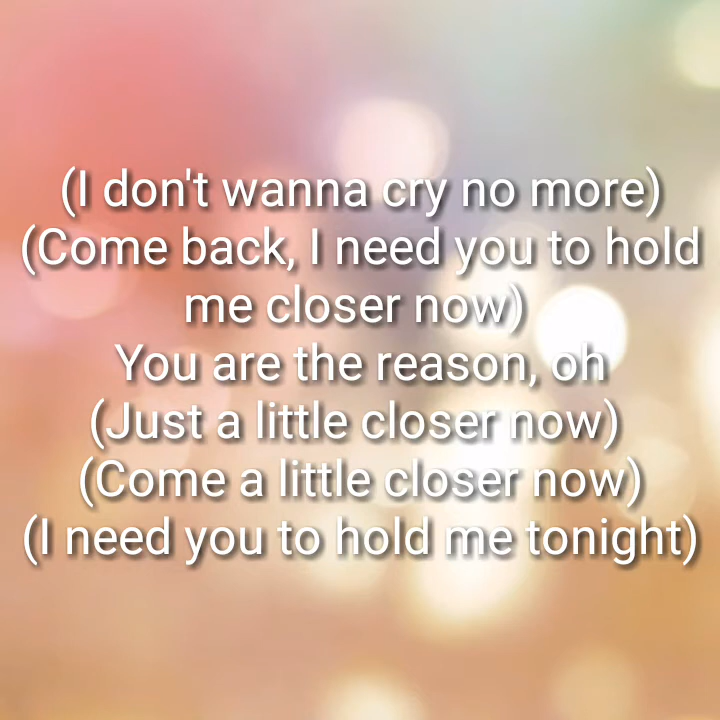 (I don't wanna cry no more)
(Come back, I need you to hold
me closer now)
You are the reason, oh
(Just a little closer now)
(Come a little closer now)
(I need you to hold me tonight)